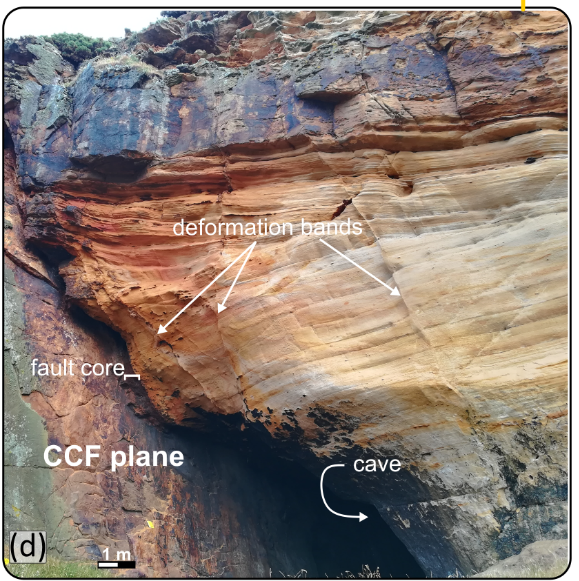 deformation bands
fault core
CCF plane
cave
(d)
1 m